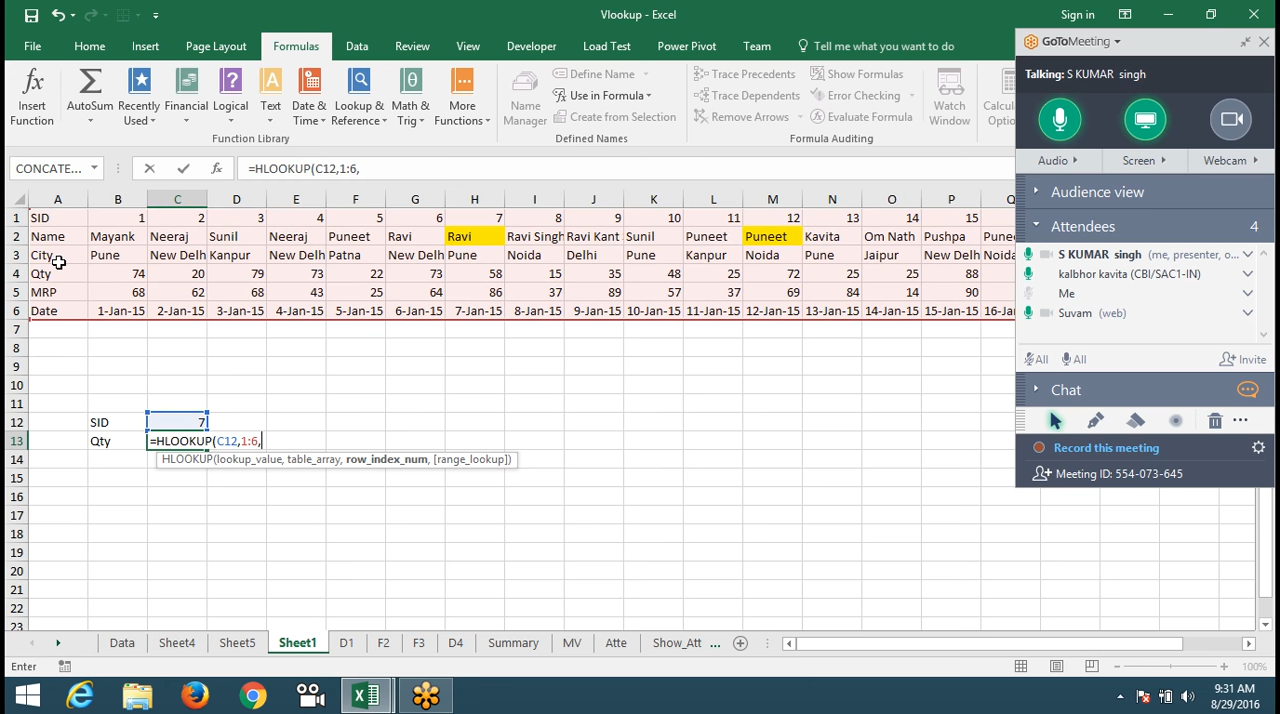 Vlookup - Excel
Sign in
File Home Insert Page Layout Formulas Data Review View Developer Load Test Power Pivot Team Tell me what you want to do
GoToMeeting
Talking: S KUMAR singh
Insert Function
AutoSum
Recently Used
Financial
Logical
Text
Date & Time
Lookup & Reference
Math & Trig
More Functions
Function Library
Name Manager
Define Name
Use in Formula
Create from Selection
Defined Names
Trace Precedents
Trace Dependents
Remove Arrows
Show Formulas
Error Checking
Evaluate Formula
Formula Auditing
Watch Window
Calcul
Optio
Audio Screen Webcam
CONCATE... fx =HLOOKUP(C12,1:6,
Audience view
Attendees 4
S KUMAR singh (me, presenter, o...
kalbhor kavita (CBI/SAC1-IN)
Me
Suvam (web)
All All Invite
Chat
Record this meeting
Meeting ID: 554-073-645
A B C D E F G H I J K L M N O P Q
1 SID 1 2 3 4 5 6 7 8 9 10 11 12 13 14 15
2 Name Mayank Neeraj Sunil Neeraj Puneet Ravi Ravi Ravi Singh Ravi Kant Sunil Puneet Puneet Kavita Om Nath Pushpa Punee
3 City Pune New Delh Kanpur New Delh Patna New Delh Pune Noida Delhi Pune Kanpur Noida Pune Jaipur New Delh Noida
4 Qty 74 20 79 73 22 73 58 15 35 48 25 72 25 25 88
5 MRP 68 62 68 43 25 64 86 37 89 57 37 69 84 14 90
6 Date 1-Jan-15 2-Jan-15 3-Jan-15 4-Jan-15 5-Jan-15 6-Jan-15 7-Jan-15 8-Jan-15 9-Jan-15 10-Jan-15 11-Jan-15 12-Jan-15 13-Jan-15 14-Jan-15 15-Jan-15 16-Jan
7
8
9
10
11
12 SID 7
13 Qty =HLOOKUP(C12,1:6,
14 HLOOKUP(lookup_value, table_array, row_index_num, [range_lookup])
15
16
17
18
19
20
21
22
23
Data Sheet4 Sheet5 Sheet1 D1 F2 F3 D4 Summary MV Atte Show_Att ...
Enter 100%
9:31 AM
8/29/2016